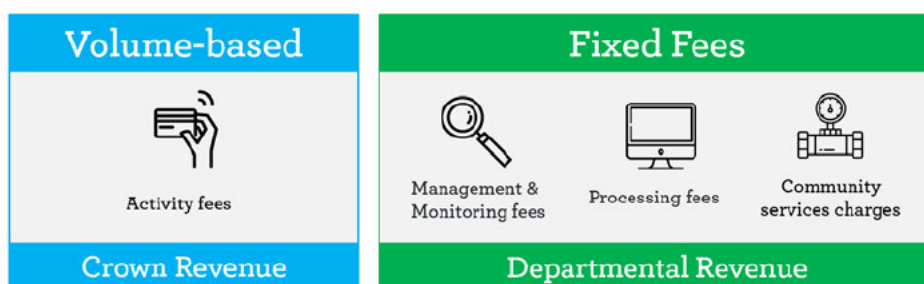 Volume-based
Activity fees
Crown Revenue
Fixed Fees
Management &
Monitoring fees
Processing fees
Community
services charges
Departmental Revenue